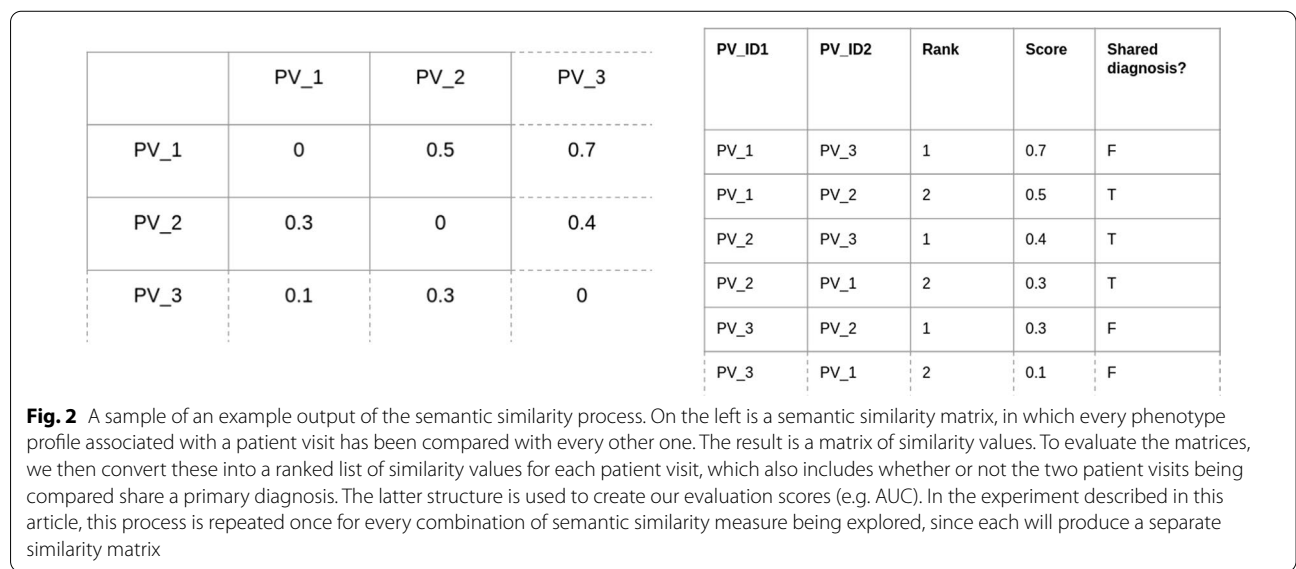 PV_1 PV_2 PV_3
PV_1 0 0.5 0.7
PV_2 0.3 0 0.4
PV_3 0.1 0.3 0
PV_ID1 PV_ID2 Rank Score Shared
diagnosis?
PV_1 PV_3 1 0.7 F
PV_1 PV_2 2 0.5 T
PV_2 PV_3 1 0.4 T
PV_2 PV_1 2 0.3 T
PV_3 PV_2 1 0.3 F
PV_3 PV_1 2 0.1 F
Fig. 2 A sample of an example output of the semantic similarity process. On the left is a semantic similarity matrix, in which every phenotype
profile associated with a patient visit has been compared with every other one. The result is a matrix of similarity values. To evaluate the matrices,
we then convert these into a ranked list of similarity values for each patient visit, which also includes whether or not the two patient visits being
compared share a primary diagnosis. The latter structure is used to create our evaluation scores (e.g. AUC). In the experiment described in this
article, this process is repeated once for every combination of semantic similarity measure being explored, since each will produce a separate
similarity matrix